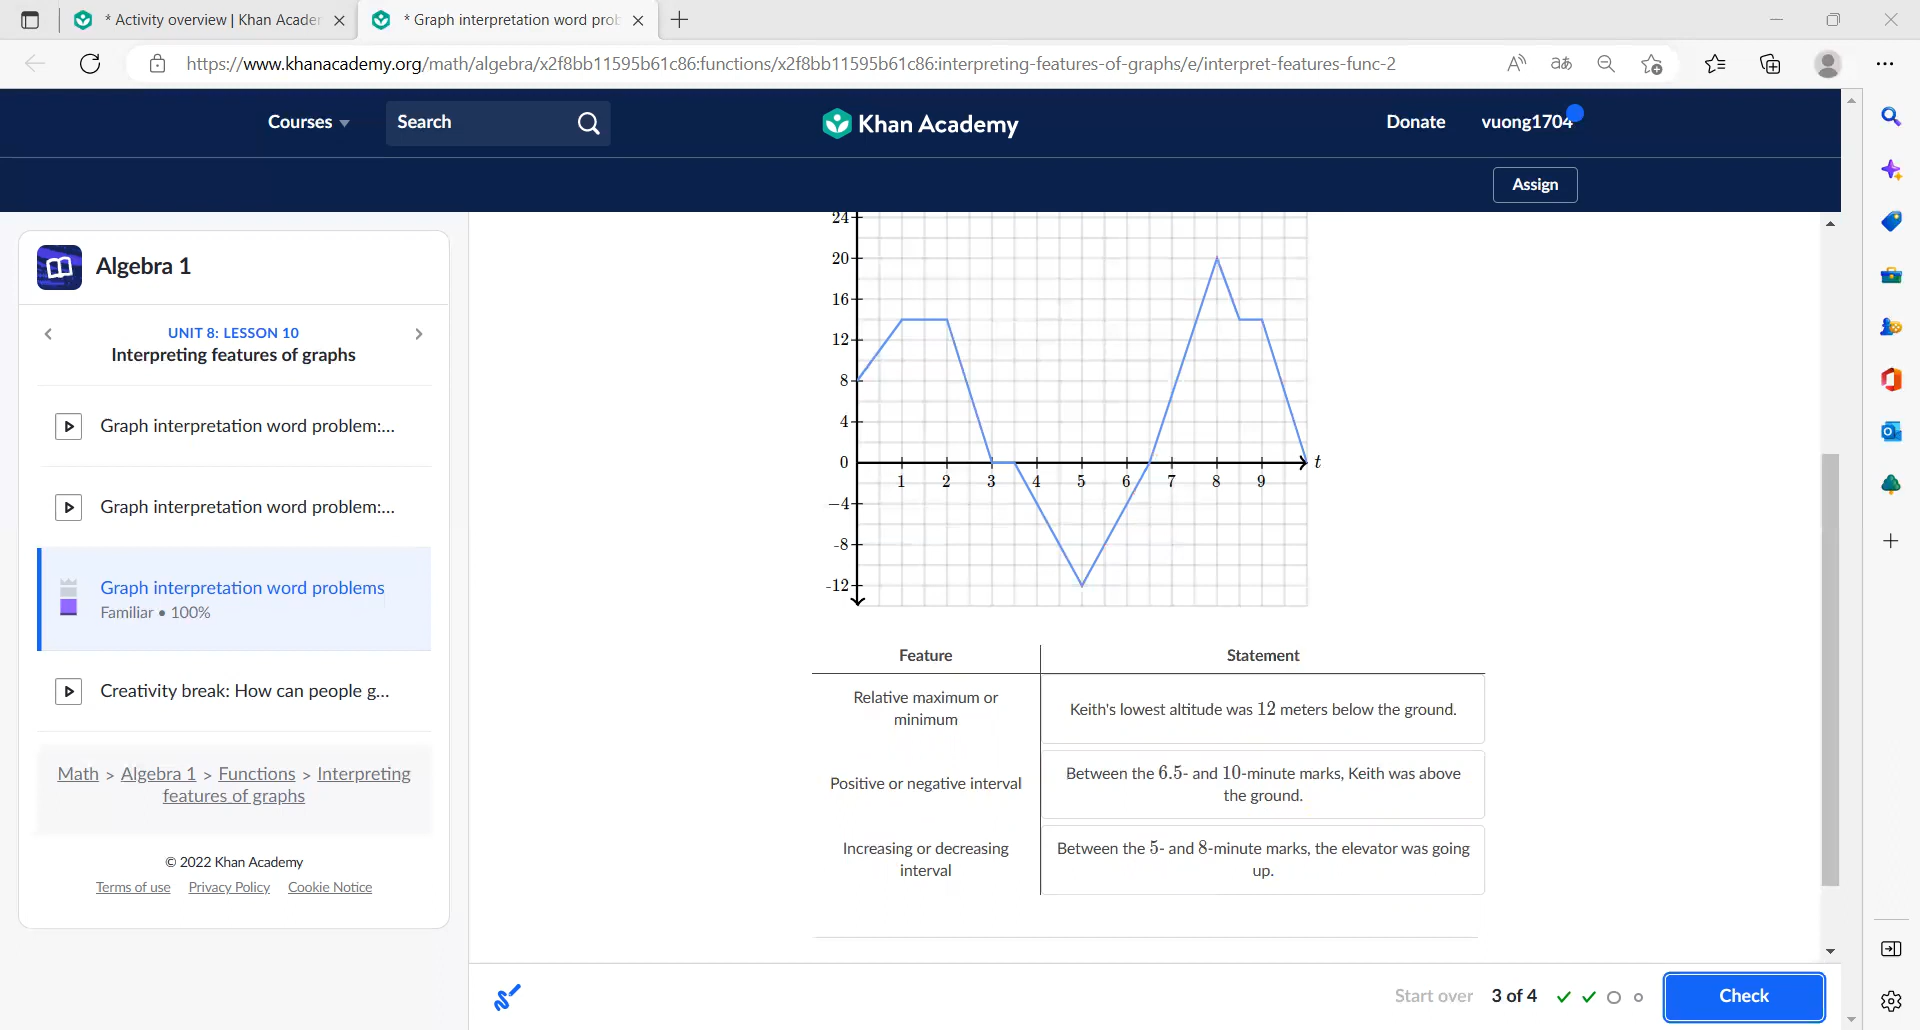 * Activity overview | Khan Acade
* Graph interpretation word prob
https://www.khanacademy.org/math/algebra/x2f8bb11595b61c86:functions/x2f8bb11595b61c86:interpreting-features-of-graphs/e/interpret-features-func-2
Courses
Search
Khan Academy
Donate
vuong1704
Assign
Algebra 1
UNIT 8: LESSON 10
Interpreting features of graphs
Graph interpretation word problem:...
Graph interpretation word problem:...
Graph interpretation word problems
Familiar • 100%
Creativity break: How can people g...
Math > Algebra 1 > Functions > Interpreting
features of graphs
© 2022 Khan Academy
Terms of use Privacy Policy Cookie Notice
24
20
16
12
8
4
0
t
1 2 3 4 5 6 7 8 9
-4
-8
-12
Feature Statement
Relative maximum or
minimum
Keith's lowest altitude was 12 meters below the ground.
Positive or negative interval
Between the 6.5- and 10-minute marks, Keith was above
the ground.
Increasing or decreasing
interval
Between the 5- and 8-minute marks, the elevator was going
up.
Start over
3 of 4
Check